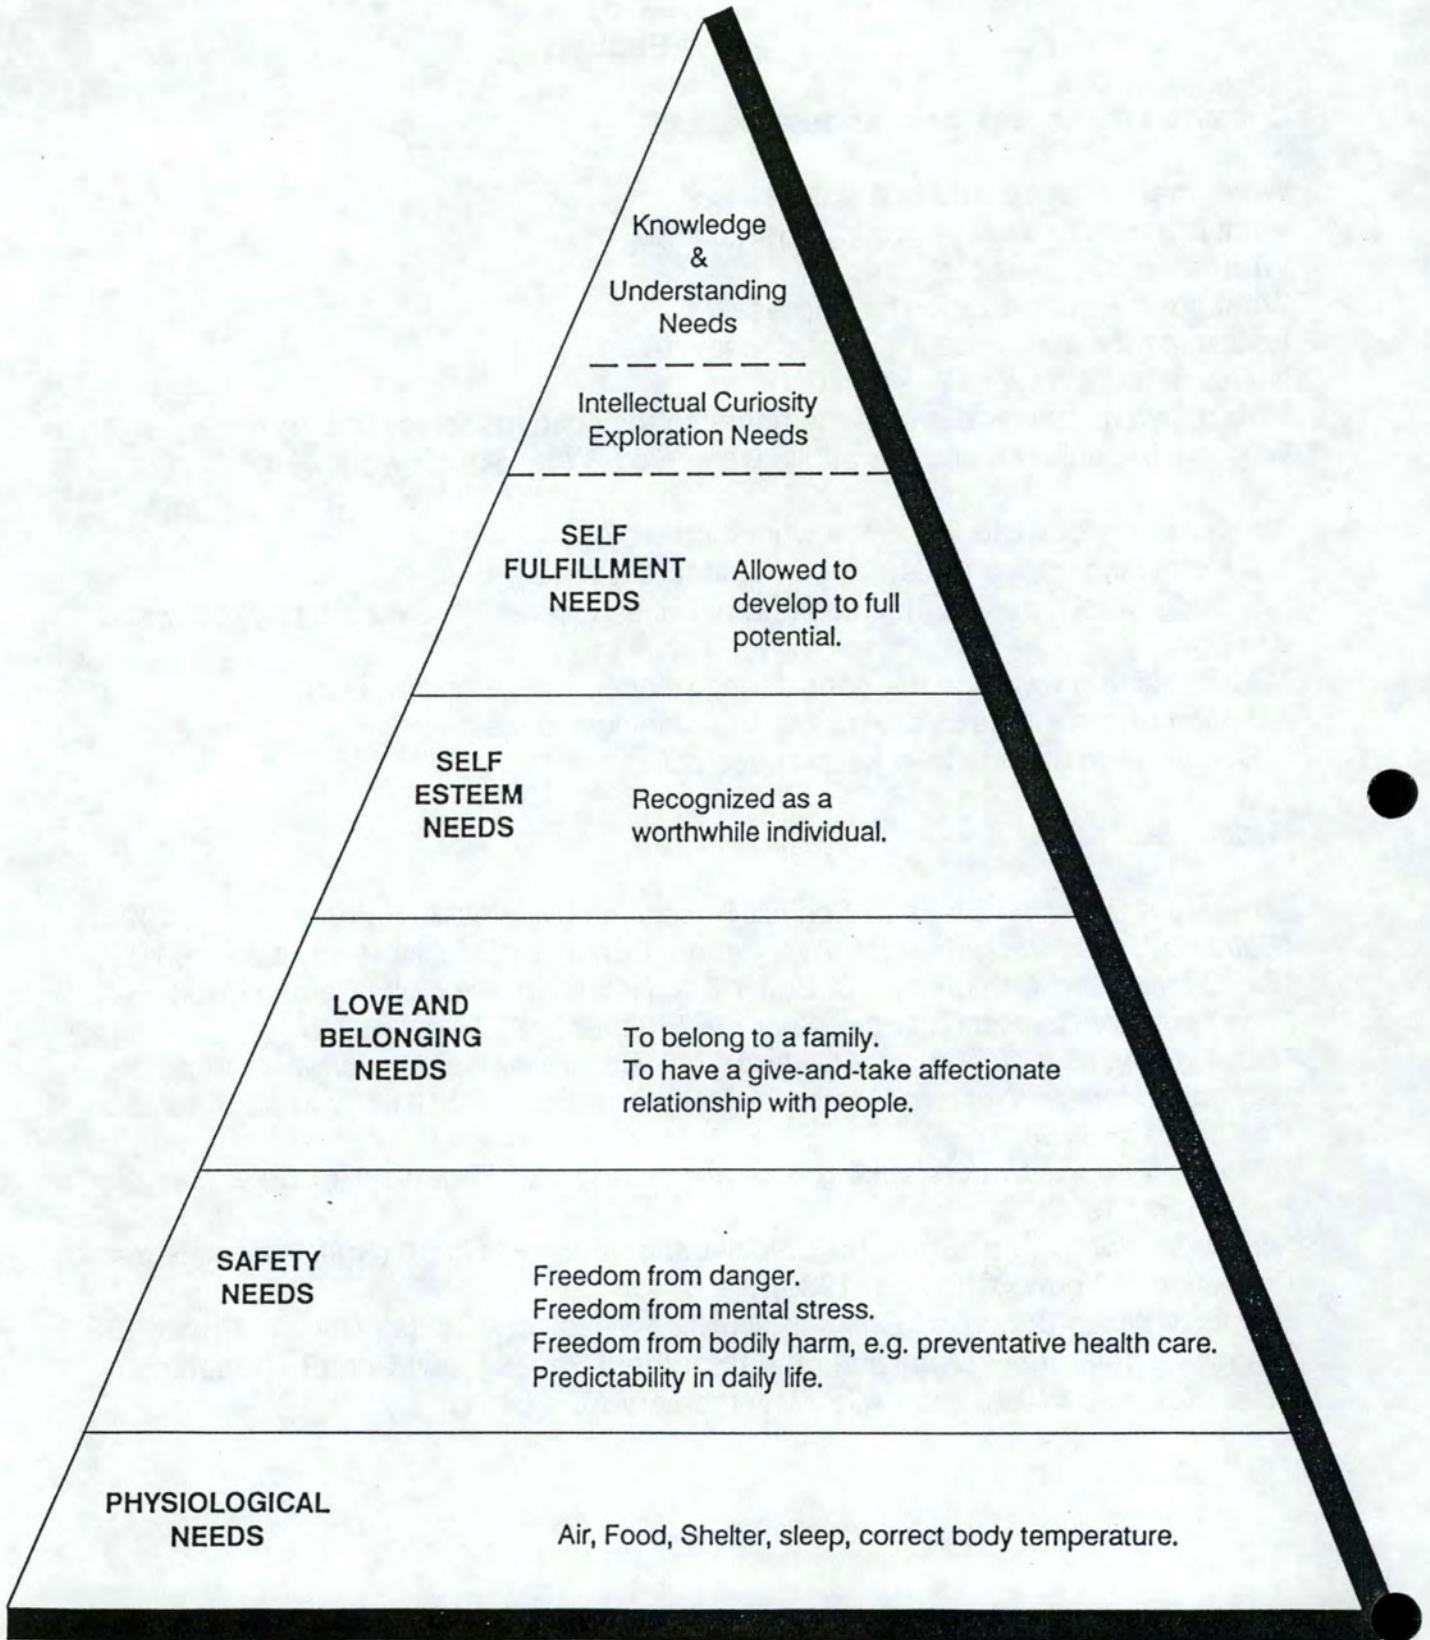 Knowledge
&
Understanding
Needs
Intellectual Curiosity
Exploration Needs
SELF
FULFILLMENT
NEEDS
Allowed to
develop to full
potential.
SELF
ESTEEM
NEEDS
Recognized as a
worthwhile individual.
LOVE AND
BELONGING
NEEDS
To belong to a family.
To have a give-and-take affectionate
relationship with people.
SAFETY
NEEDS
Freedom from danger.
Freedom from mental stress.
Freedom from bodily harm, e.g. preventative health care.
Predictability in daily life.
PHYSIOLOGICAL
NEEDS
Air, Food, Shelter, sleep, correct body temperature.